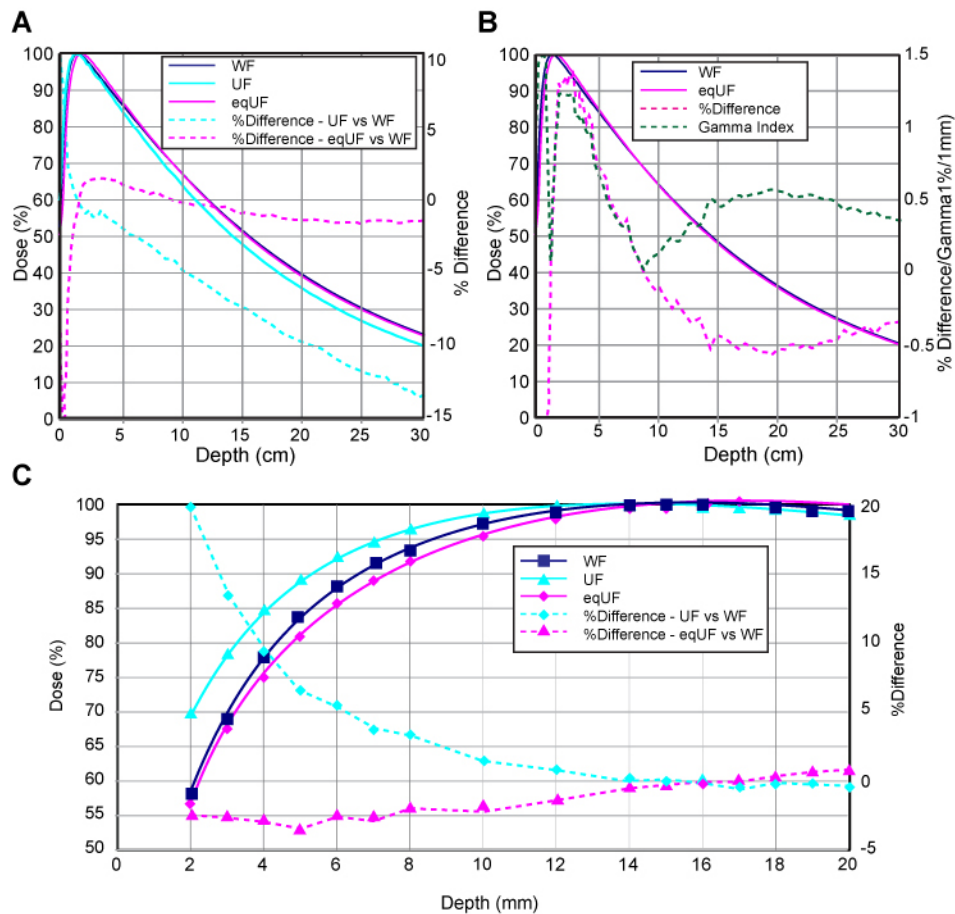 A
100
90
80
70
60
50
40
30
20
10
0
Dose (%)
WF
UF
eqUF
%Difference - UF vs WF
%Difference - eqUF vs WF
10
5
0
-5
-10
-15
% Difference
0 5 10 15 20 25 30
Depth (cm)
B
100
90
80
70
60
50
40
30
20
10
0
Dose (%)
WF
eqUF
%Difference
Gamma Index
1.5
1
0.5
0
-0.5
-1
% Difference/Gamma 1%/1mm)
0 5 10 15 20 25 30
Depth (cm)
C
100
95
90
85
80
75
70
65
60
55
50
Dose (%)
WF
UF
eqUF
%Difference - UF vs WF
%Difference - eqUF vs WF
20
15
10
5
0
-5
%Difference
0 2 4 6 8 10 12 14 16 18 20
Depth (mm)